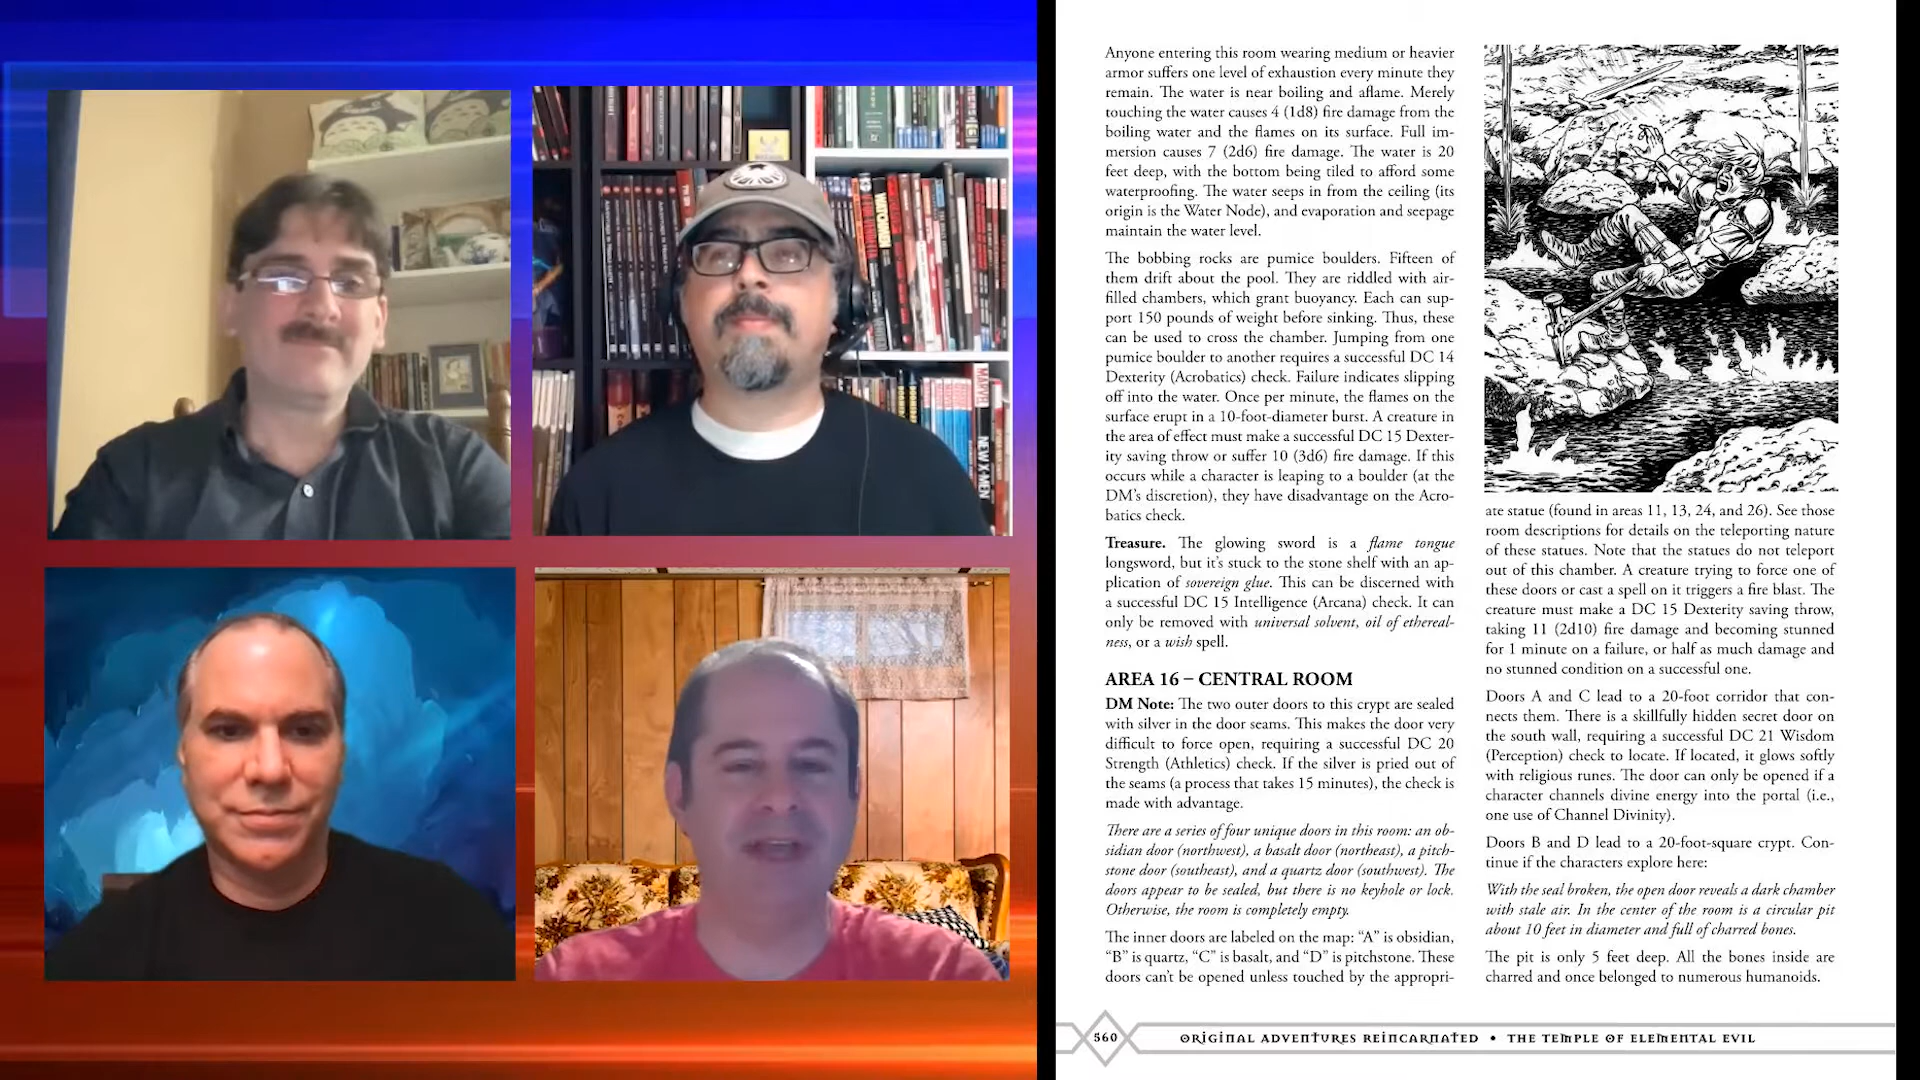 WATCHMEN
NEW X-MEN
Anyone entering this room wearing medium or heavier
armor suffers one level of exhaustion every minute they
remain. The water is near boiling and aflame. Merely
touching the water causes 4 (1d8) fire damage from the
boiling water and the flames on its surface. Full im-
mersion causes 7 (2d6) fire damage. The water is 20
feet deep, with the bottom being tiled to afford some
waterproofing. The water seeps in from the ceiling (its
origin is the Water Node), and evaporation and seepage
maintain the water level.
The bobbing rocks are pumice boulders. Fifteen of
them drift about the pool. They are riddled with air-
filled chambers, which grant buoyancy. Each can sup-
port 150 pounds of weight before sinking. Thus, these
can be used to cross the chamber. Jumping from one
pumice boulder to another requires a successful DC 14
Dexterity (Acrobatics) check. Failure indicates slipping
off into the water. Once per minute, the flames on the
surface erupt in a 10-foot-diameter burst. A creature in
the area of effect must make a successful DC 15 Dexter-
ity saving throw or suffer 10 (3d6) fire damage. If this
occurs while a character is leaping to a boulder (at the
DM's discretion), they have disadvantage on the Acro-
batics check.
Treasure. The glowing sword is a flame tongue
longsword, but it's stuck to the stone shelf with an ap-
plication of sovereign glue. This can be discerned with
a successful DC 15 Intelligence (Arcana) check. It can
only be removed with universal solvent, oil of ethereal-
ness, or a wish spell.
AREA 16 – CENTRAL ROOM
DM Note: The two outer doors to this crypt are sealed
with silver in the door seams. This makes the door very
difficult to force open, requiring a successful DC 20
Strength (Athletics) check. If the silver is pried out of
the seams (a process that takes 15 minutes), the check is
made with advantage.
There are a series of four unique doors in this room: an ob-
sidian door (northwest), a basalt door (northeast), a pitch-
stone door (southeast), and a quartz door (southwest). The
doors appear to be sealed, but there is no keyhole or lock.
Otherwise, the room is completely empty.
The inner doors are labeled on the map: “A” is obsidian,
“B” is quartz, “C” is basalt, and “D” is pitchstone. These
doors can't be opened unless touched by the appropri-
ate statue (found in areas 11, 13, 24, and 26). See those
room descriptions for details on the teleporting nature
of these statues. Note that the statues do not teleport
out of this chamber. A creature trying to force one of
these doors or cast a spell on it triggers a fire blast. The
creature must make a DC 15 Dexterity saving throw,
taking 11 (2d10) fire damage and becoming stunned
for 1 minute on a failure, or half as much damage and
no stunned condition on a successful one.
Doors A and C lead to a 20-foot corridor that con-
nects them. There is a skillfully hidden secret door on
the south wall, requiring a successful DC 21 Wisdom
(Perception) check to locate. If located, it glows softly
with religious runes. The door can only be opened if a
character channels divine energy into the portal (i.e.,
one use of Channel Divinity).
Doors B and D lead to a 20-foot-square crypt. Con-
tinue if the characters explore here:
With the seal broken, the open door reveals a dark chamber
with stale air. In the center of the room is a circular pit
about 10 feet in diameter and full of charred bones.
The pit is only 5 feet deep. All the bones inside are
charred and once belonged to numerous humanoids.
560
ORIGINAL ADVENTURES REINCARNATED • THE TEMPLE OF ELEMENTAL EVIL